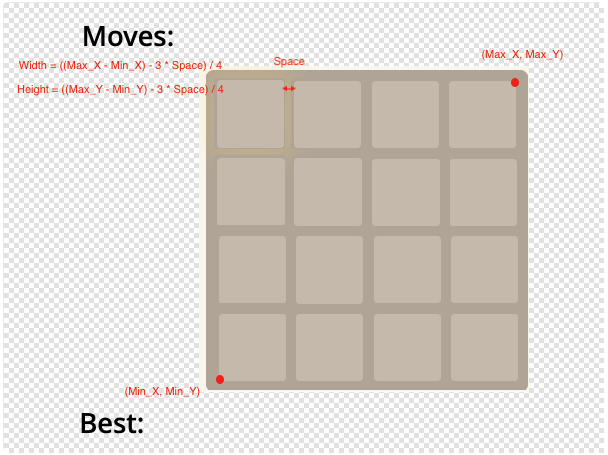 Moves:
(Max_X, Max_Y)
Space
Width = ((Max_X - Min_X) - 3 * Space) / 4
Height = ((Max_Y - Min_Y) - 3 * Space) / 4
(Min_X, Min_Y)
Best: